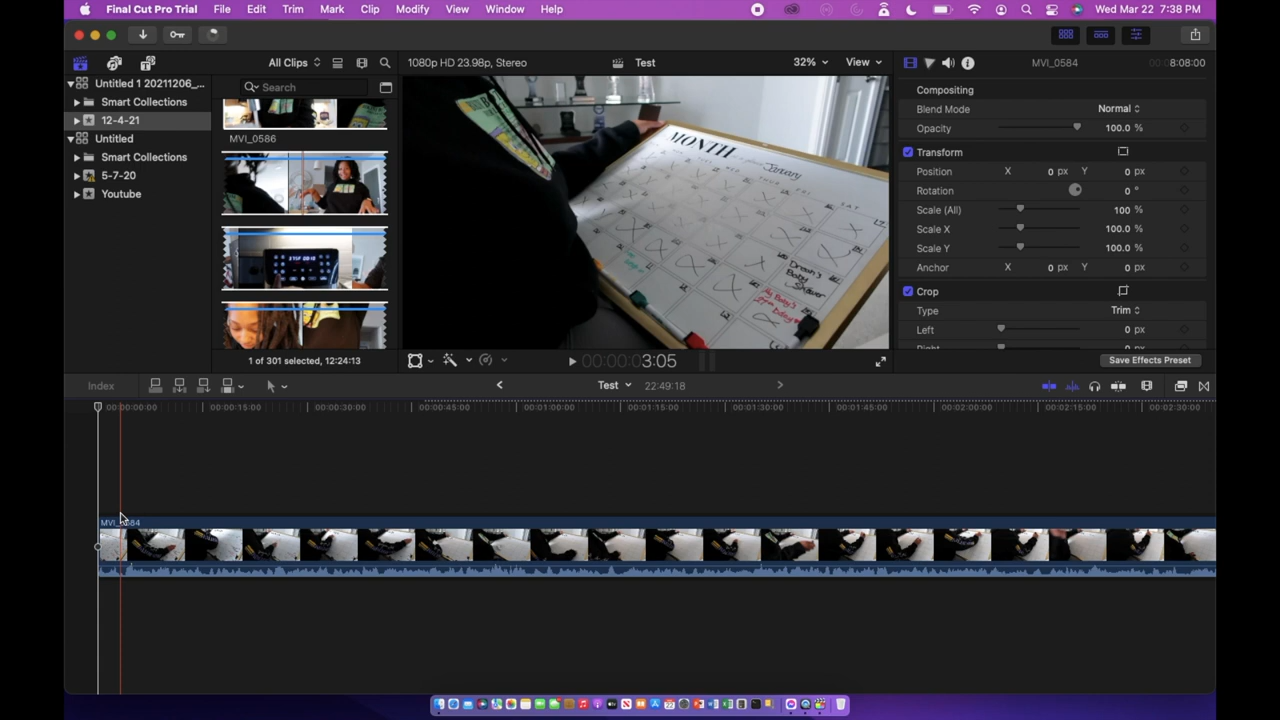 Final Cut Pro Trial File Edit Trim Mark Clip Modify View Window Help Wed Mar 22 7:38 PM
All Clips 1080p HD 23.98p, Stereo Test 32% View MVI_0584 8:08:00
Untitled 1 20211206_...
Smart Collections
12-4-21
Untitled
Smart Collections
5-7-20
Youtube
Search
MVI_0586
1 of 301 selected, 12:24:13
MONTH
January
SAT
Dream's
Baby
Shower
00:00:00:03:05
Compositing
Blend Mode Normal
Opacity 100.0 %
Transform
Position X 0 px Y 0 px
Rotation 0 °
Scale (All) 100 %
Scale X 100.0 %
Scale Y 100.0 %
Anchor X 0 px Y 0 px
Crop
Type Trim
Left 0 px
Save Effects Preset
Index Test 22:49:18
00:00:00:00 00:00:15:00 00:00:30:00 00:00:45:00 00:01:00:00 00:01:15:00 00:01:30:00 00:01:45:00 00:02:00:00 00:02:15:00 00:02:30:00
MVI_0584